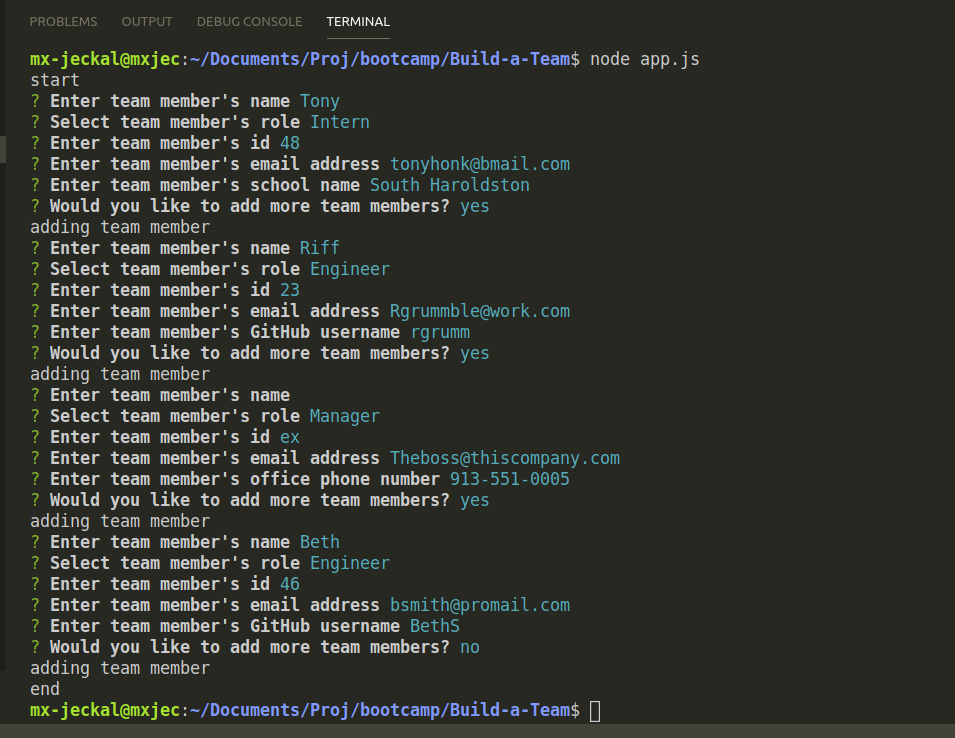 PROBLEMS OUTPUT DEBUG CONSOLE TERMINAL
mx-jeckal@mxjec:~/Documents/Proj/bootcamp/Build-a-Team$ node app.js
start
? Enter team member's name Tony
? Select team member's role Intern
? Enter team member's id 48
? Enter team member's email address tonyhonk@bmail.com
? Enter team member's school name South Haroldston
? Would you like to add more team members? yes
adding team member
? Enter team member's name Riff
? Select team member's role Engineer
? Enter team member's id 23
? Enter team member's email address Rgrummble@work.com
? Enter team member's GitHub username rgrumm
? Would you like to add more team members? yes
adding team member
? Enter team member's name
? Select team member's role Manager
? Enter team member's id ex
? Enter team member's email address Theboss@thiscompany.com
? Enter team member's office phone number 913-551-0005
? Would you like to add more team members? yes
adding team member
? Enter team member's name Beth
? Select team member's role Engineer
? Enter team member's id 46
? Enter team member's email address bsmith@promail.com
? Enter team member's GitHub username BethS
? Would you like to add more team members? no
adding team member
end
mx-jeckal@mxjec:~/Documents/Proj/bootcamp/Build-a-Team$